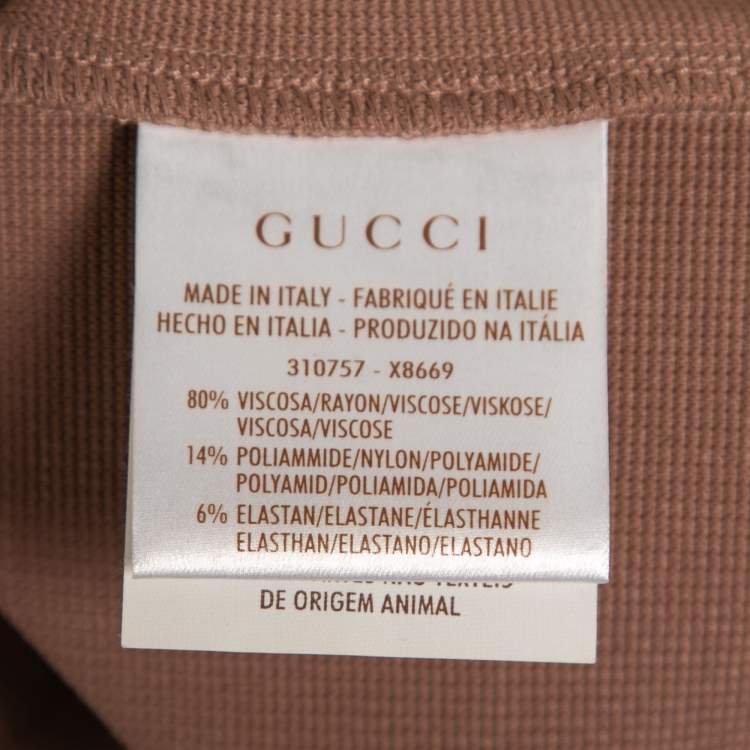 GUCCI
MADE IN ITALY - FABRIQUÉ EN ITALIE
HECHO EN ITALIA - PRODUZIDO NA ITÁLIA
310757 - X8669
80% VISCOSA/RAYON/VISCOSE/VISKOSE/
VISCOSA/VISCOSE
14% POLIAMMIDE/NYLON/POLYAMIDE/
POLYAMID/POLIAMIDA/POLIAMIDA
6% ELASTAN/ELASTANE/ÉLASTHANNE
ELASTHAN/ELASTANO/ELASTANO
DE ORIGEM ANIMAL